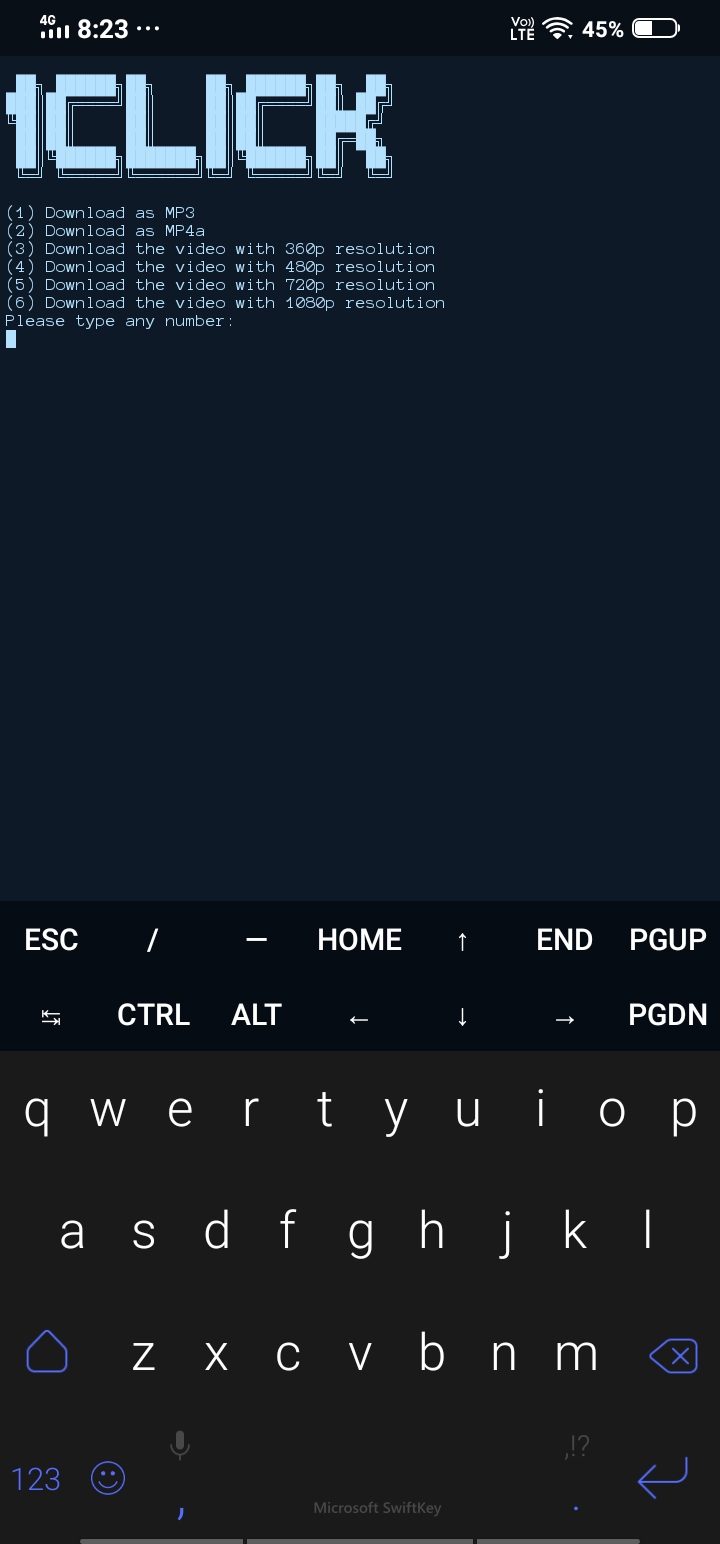 4G 8:23 ... Vo)) LTE 45%
1CLICK
(1) Download as MP3
(2) Download as MP4a
(3) Download the video with 360p resolution
(4) Download the video with 480p resolution
(5) Download the video with 720p resolution
(6) Download the video with 1080p resolution
Please type any number:
ESC / — HOME ↑ END PGUP
↹ CTRL ALT ← ↓ → PGDN
q w e r t y u i o p
a s d f g h j k l
z x c v b n m
,!?
123 , Microsoft SwiftKey .